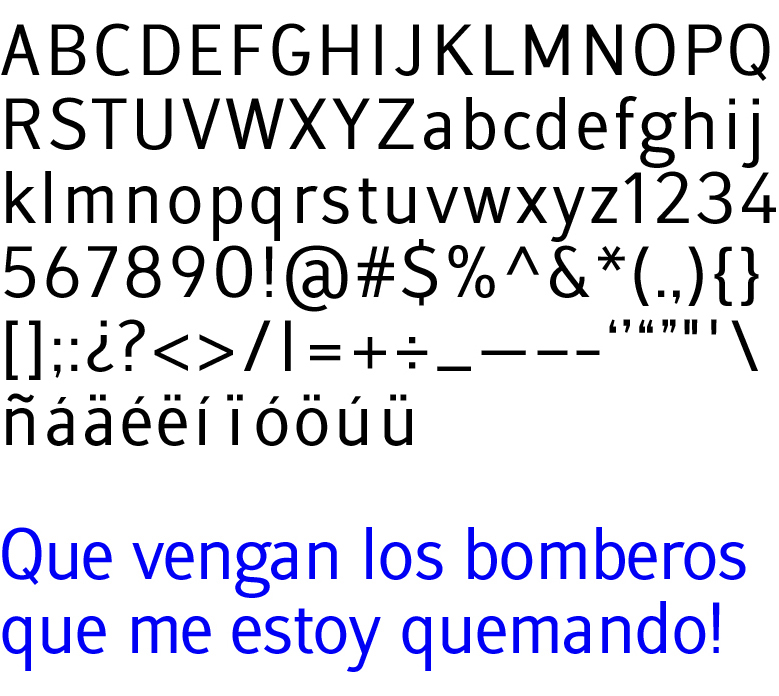 ABCDEFGHIJKLMNOPQ
RSTUVWXYZabcdefghij
klmnopqrstuvwxyz1234
567890!@#$%^&*(.,){}
[];:¿?<>/|=+÷_—–-‘’“”"'\
ñáäéëíïóöúü
Que vengan los bomberos
que me estoy quemando!